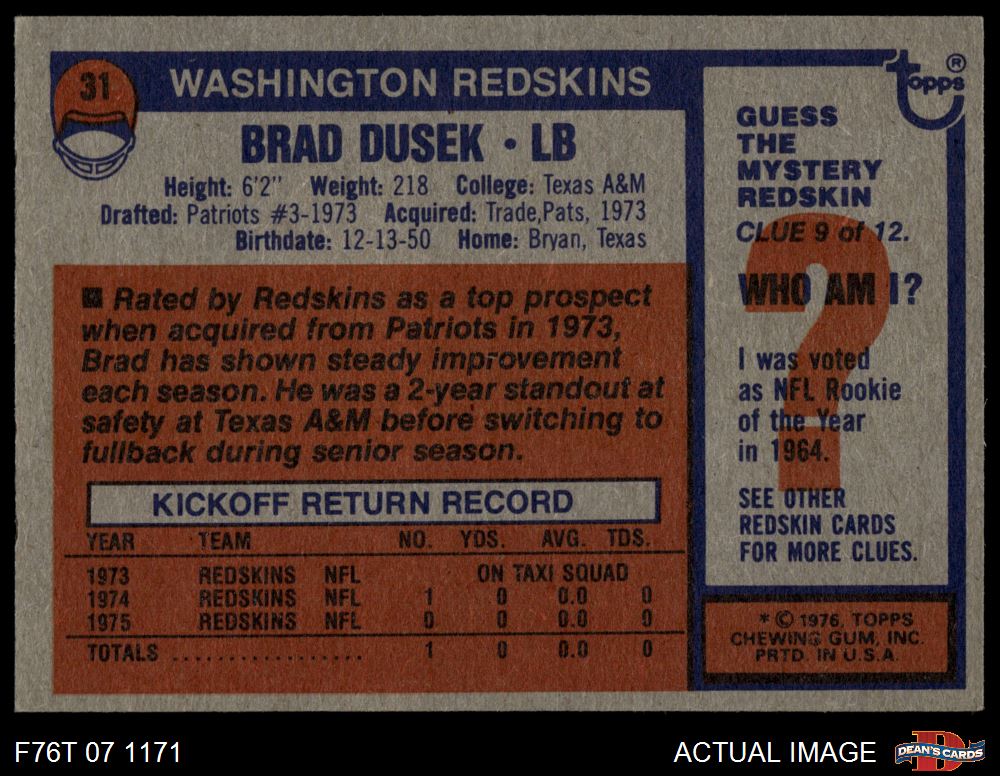 31
WASHINGTON REDSKINS
BRAD DUSEK • LB
Height: 6'2" Weight: 218 College: Texas A&M
Drafted: Patriots #3-1973 Acquired: Trade,Pats, 1973
Birthdate: 12-13-50 Home: Bryan, Texas
Rated by Redskins as a top prospect
when acquired from Patriots in 1973,
Brad has shown steady improvement
each season. He was a 2-year standout at
safety at Texas A&M before switching to
fullback during senior season.
KICKOFF RETURN RECORD
YEAR TEAM NO. YDS. AVG. TDS.
1973 REDSKINS NFL ON TAXI SQUAD
1974 REDSKINS NFL 1 0 0.0 0
1975 REDSKINS NFL 0 0 0.0 0
TOTALS .................. 1 0 0.0 0
topps ®
GUESS
THE
MYSTERY
REDSKIN
CLUE 9 of 12.
WHO AM I?
I was voted
as NFL Rookie
of the Year
in 1964.
SEE OTHER
REDSKIN CARDS
FOR MORE CLUES.
* © 1976, TOPPS
CHEWING GUM, INC.
PRTD. IN U.S.A.
F76T 07 1171
ACTUAL IMAGE
DEAN'S CARDS